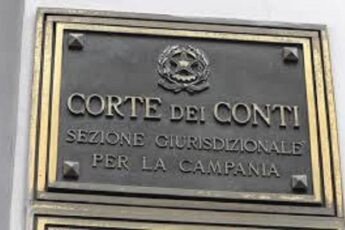 CORTE DEI CONTI
SEZIONE GIURISDIZIONALE
PER LA CAMPANIA